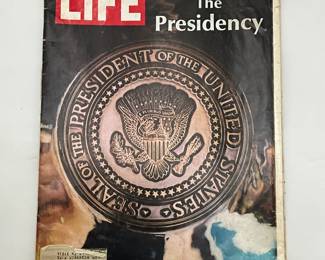 LIFE
The
Presidency
SEAL OF THE PRESIDENT OF THE UNITED STATES